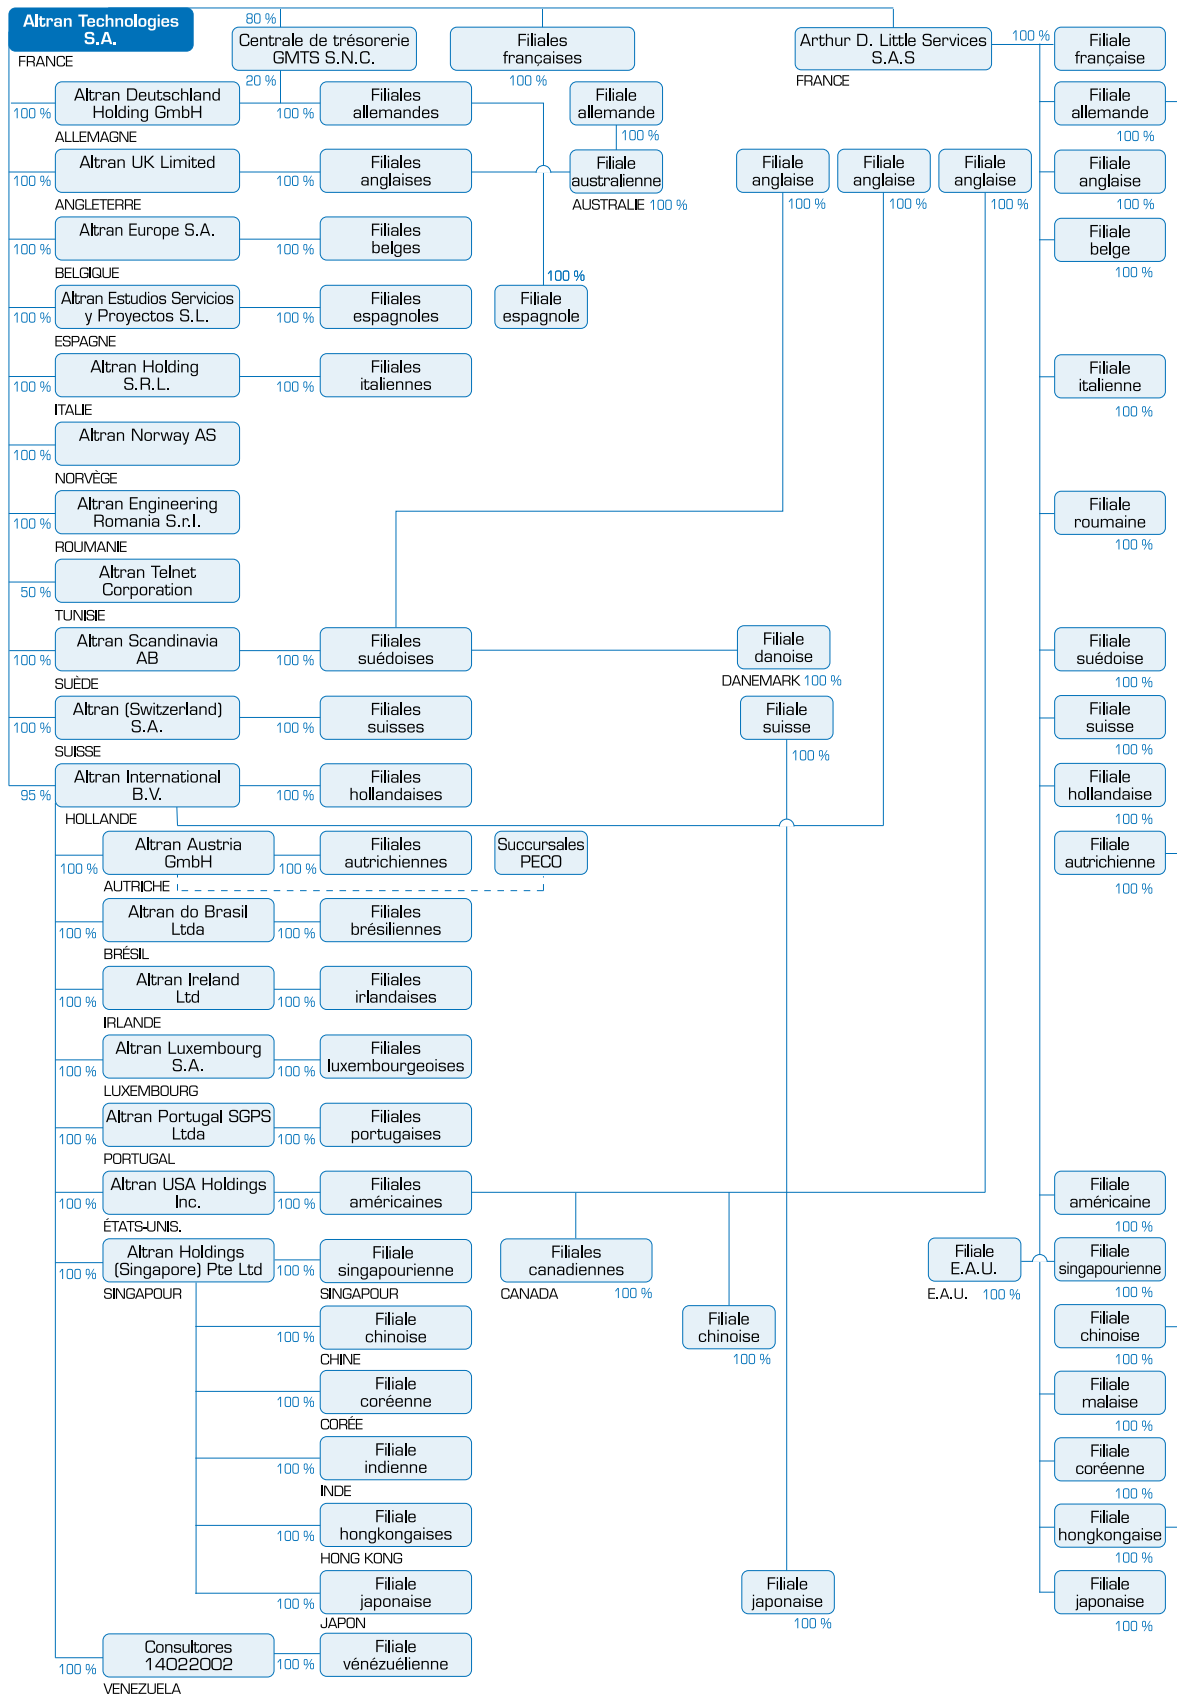 Altran Technologies
S.A.
FRANCE
80 %
Centrale de trésorerie
GMTS S.N.C.
20 %
Filiales
françaises
100 %
Arthur D. Little Services
S.A.S
FRANCE
100 %
Filiale
française
100 %
Altran Deutschland
Holding GmbH
ALLEMAGNE
100 %
Filiales
allemandes
Filiale
allemande
100 %
Filiale
allemande
100 %
100 %
Altran UK Limited
ANGLETERRE
100 %
Filiales
anglaises
Filiale
australienne
AUSTRALIE 100 %
Filiale
anglaise
100 %
Filiale
anglaise
100 %
Filiale
anglaise
100 %
Filiale
anglaise
100 %
100 %
Altran Europe S.A.
BELGIQUE
100 %
Filiales
belges
Filiale
belge
100 %
100 %
Altran Estudios Servicios
y Proyectos S.L.
ESPAGNE
100 %
Filiales
espagnoles
100 %
Filiale
espagnole
100 %
Altran Holding
S.R.L.
ITALIE
100 %
Filiales
italiennes
Filiale
italienne
100 %
100 %
Altran Norway AS
NORVÈGE
100 %
Altran Engineering
Romania S.r.l.
ROUMANIE
Filiale
roumaine
100 %
50 %
Altran Telnet
Corporation
TUNISIE
100 %
Altran Scandinavia
AB
SUÈDE
100 %
Filiales
suédoises
Filiale
danoise
DANEMARK 100 %
Filiale
suédoise
100 %
100 %
Altran (Switzerland)
S.A.
SUISSE
100 %
Filiales
suisses
Filiale
suisse
100 %
Filiale
suisse
100 %
95 %
Altran International
B.V.
HOLLANDE
100 %
Filiales
hollandaises
Filiale
hollandaise
100 %
100 %
Altran Austria
GmbH
AUTRICHE
100 %
Filiales
autrichiennes
Succursales
PECO
Filiale
autrichienne
100 %
100 %
Altran do Brasil
Ltda
BRÉSIL
100 %
Filiales
brésiliennes
100 %
Altran Ireland
Ltd
IRLANDE
100 %
Filiales
irlandaises
100 %
Altran Luxembourg
S.A.
LUXEMBOURG
100 %
Filiales
luxembourgeoises
100 %
Altran Portugal SGPS
Ltda
PORTUGAL
100 %
Filiales
portugaises
100 %
Altran USA Holdings
Inc.
ÉTATS-UNIS.
100 %
Filiales
américaines
Filiale
américaine
100 %
100 %
Altran Holdings
(Singapore) Pte Ltd
SINGAPOUR
100 %
Filiale
singapourienne
SINGAPOUR
Filiales
canadiennes
CANADA
100 %
Filiale
E.A.U.
E.A.U. 100 %
Filiale
singapourienne
100 %
100 %
Filiale
chinoise
CHINE
Filiale
chinoise
100 %
Filiale
chinoise
100 %
100 %
Filiale
coréenne
CORÉE
Filiale
malaise
100 %
100 %
Filiale
indienne
INDE
Filiale
coréenne
100 %
100 %
Filiale
hongkongaises
HONG KONG
Filiale
hongkongaise
100 %
100 %
Filiale
japonaise
JAPON
Filiale
japonaise
100 %
Filiale
japonaise
100 %
100 %
Consultores
14022002
VENEZUELA
100 %
Filiale
vénézuélienne